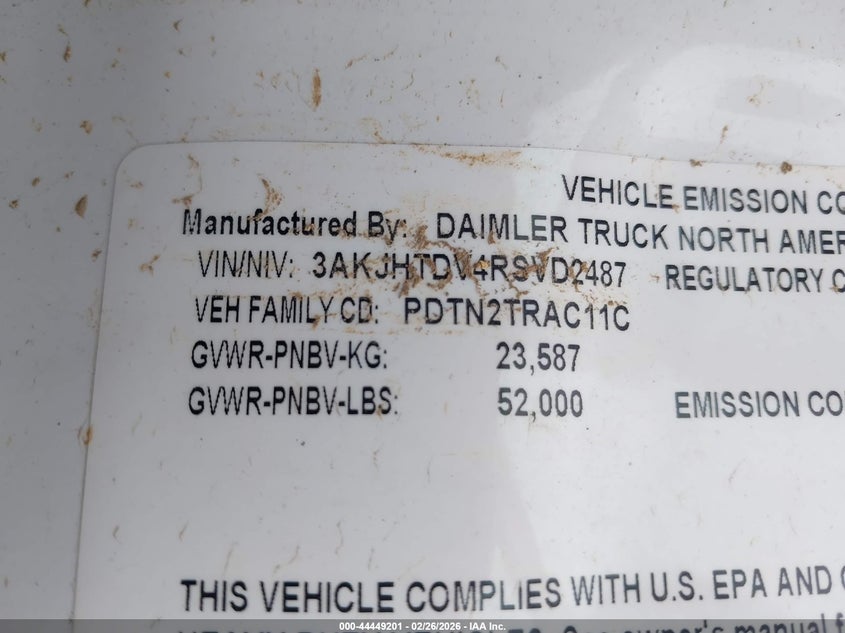 VEHICLE EMISSION CO
Manufactured By: DAIMLER TRUCK NORTH AMER
VIN/NIV: 3AKJHTDV4RSVD2487 REGULATORY C
VEH FAMILY CD: PDTN2TRAC11C
GVWR-PNBV-KG: 23,587
GVWR-PNBV-LBS: 52,000 EMISSION CO
THIS VEHICLE COMPLIES WITH U.S. EPA AND
owner's manual f
000-44449201 - 02/26/2026 - IAA Inc.